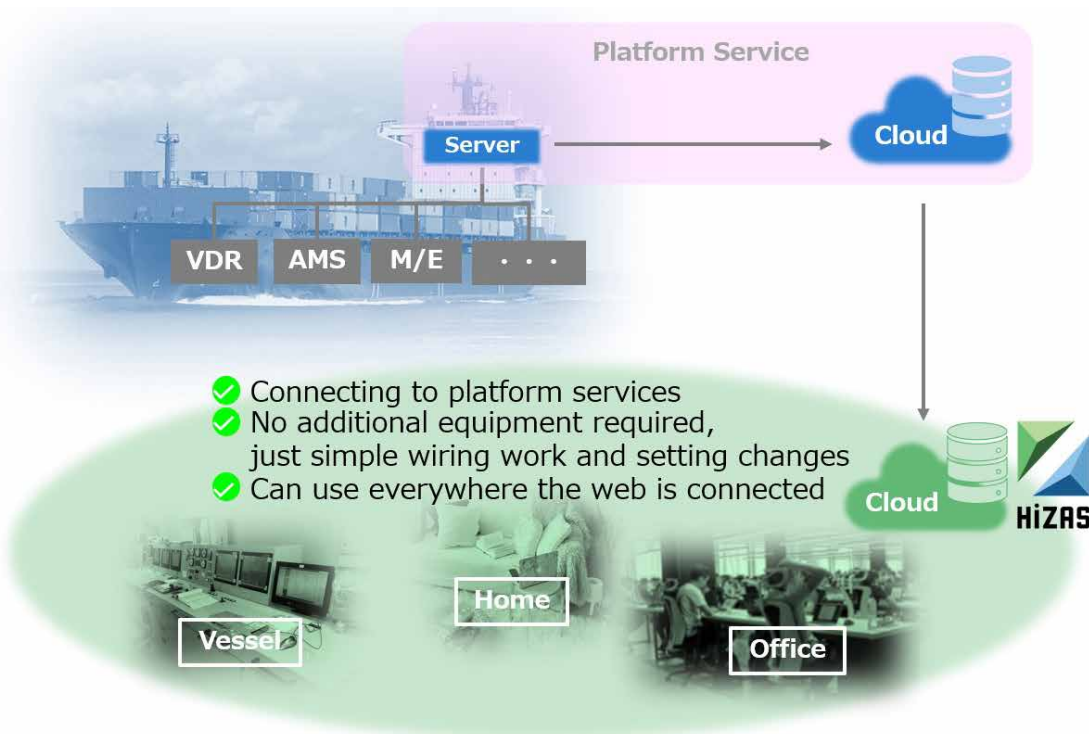 Platform Service
Server
Cloud
VDR
AMS
M/E
· · ·
Connecting to platform services
No additional equipment required,
just simple wiring work and setting changes
Can use everywhere the web is connected
Cloud
HiZAS
Home
Vessel
Office